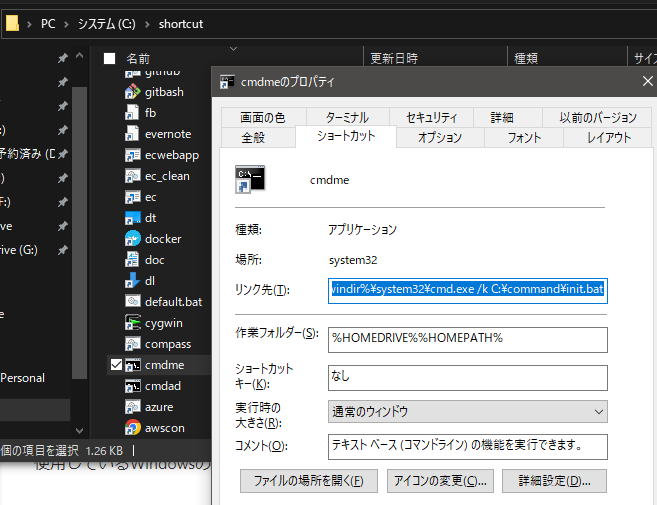 PC > システム (C:) > shortcut
名前 更新日時 種類 サイ
github
gitbash
fb
evernote
ecwebapp
ec_clean
ec
dt
docker
doc
dl
default.bat
cygwin
compass
cmdme
cmdad
azure
awscon
:)
予約済み (D
:)
F:)
ve
rive (G:)
e
Personal
個の項目を選択 1.26 KB
使用しているWindowsの
cmdmeのプロパティ
画面の色 ターミナル セキュリティ 詳細 以前のバージョン
全般 ショートカット オプション フォント レイアウト
cmdme
種類: アプリケーション
場所: system32
リンク先(T): windir%¥system32¥cmd.exe /k C:¥command¥init.bat
作業フォルダー(S): %HOMEDRIVE%%HOMEPATH%
ショートカット
キー(K): なし
実行時の
大きさ(R): 通常のウィンドウ
コメント(O): テキスト ベース (コマンドライン) の機能を実行できます。
ファイルの場所を開く(F) アイコンの変更(C)... 詳細設定(D)...